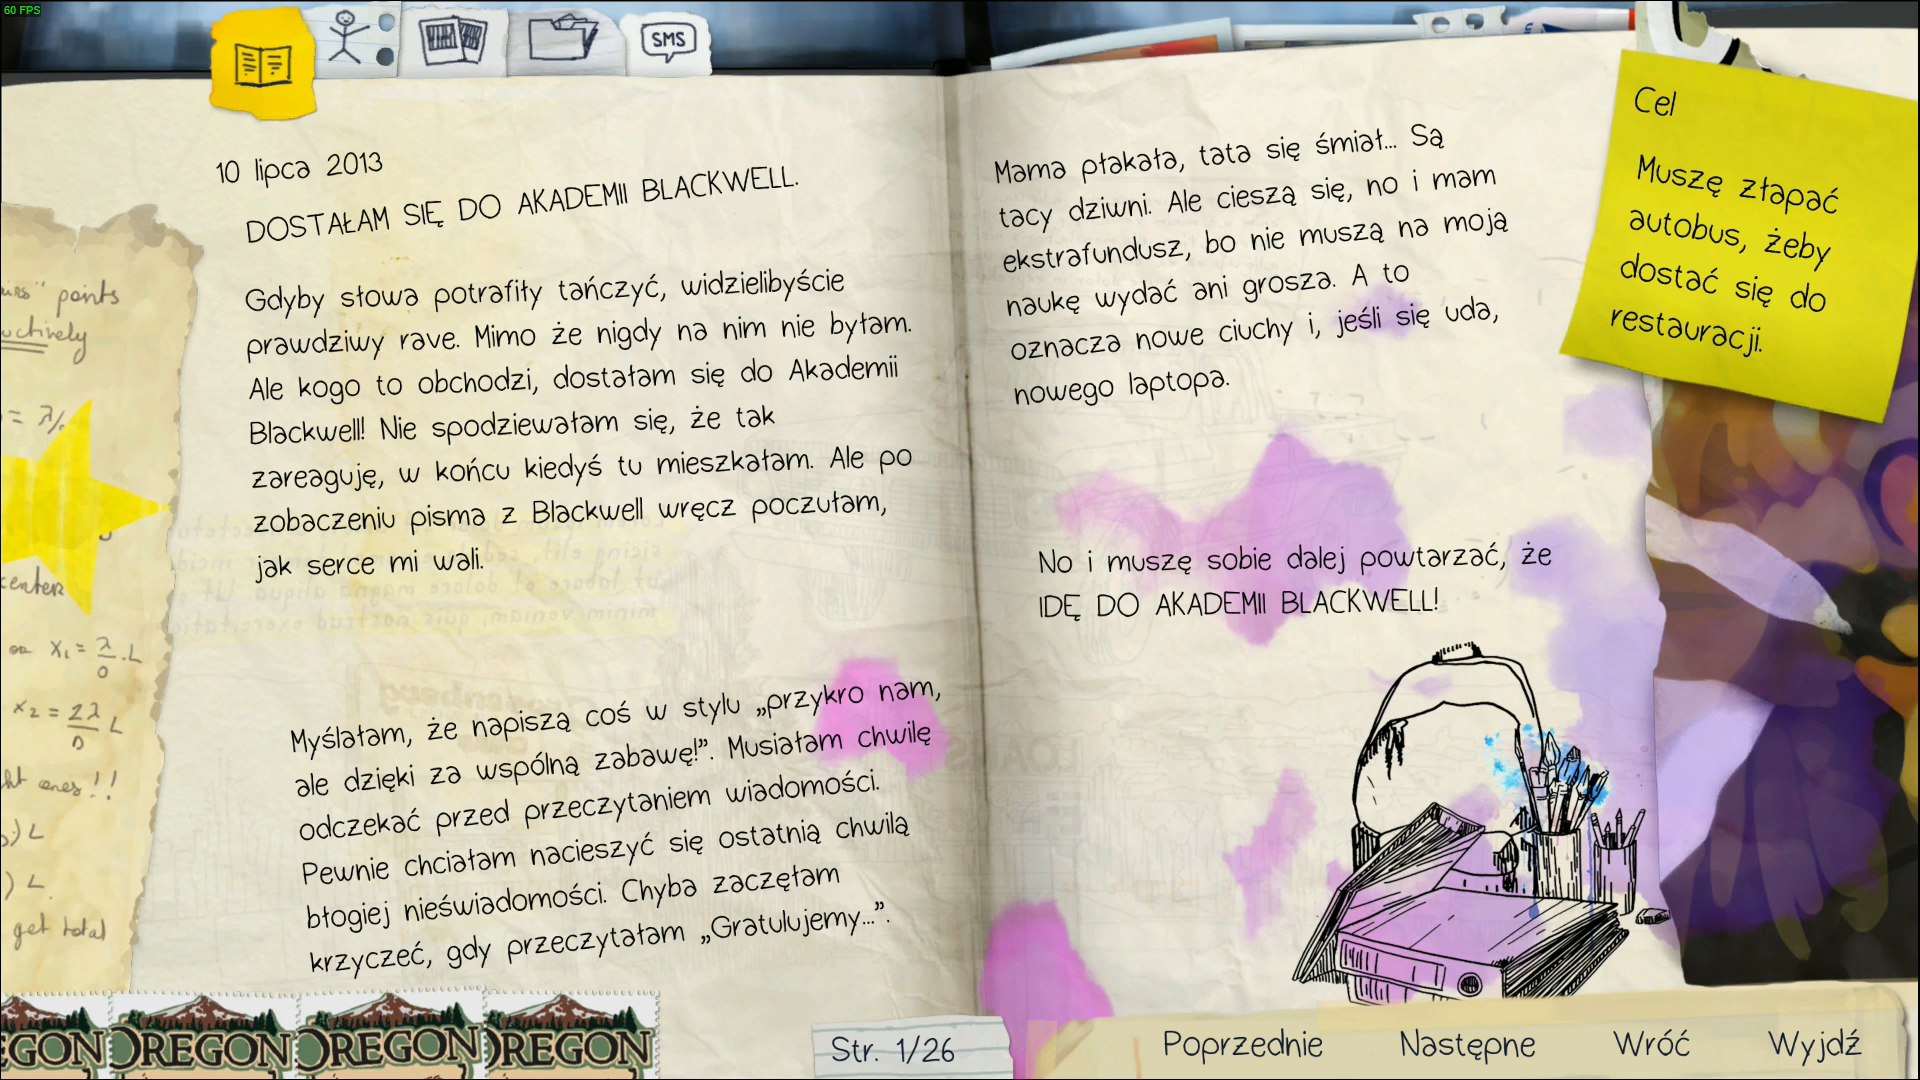 60 FPS
SMS
10 lipca 2013
DOSTAŁAM SIĘ DO AKADEMII BLACKWELL.
Gdyby słowa potrafiły tańczyć, widzielibyście
prawdziwy rave. Mimo że nigdy na nim nie byłam.
Ale kogo to obchodzi, dostałam się do Akademii
Blackwell! Nie spodziewałam się, że tak
zareaguję, w końcu kiedyś tu mieszkałam. Ale po
zobaczeniu pisma z Blackwell wręcz poczułam,
jak serce mi wali.
Myślałam, że napiszą coś w stylu „przykro nam,
ale dzięki za wspólną zabawę!”. Musiałam chwilę
odczekać przed przeczytaniem wiadomości.
Pewnie chciałam nacieszyć się ostatnią chwilą
błogiej nieświadomości. Chyba zaczęłam
krzyczeć, gdy przeczytałam „Gratulujemy...”.
Mama płakała, tata się śmiał... Są
tacy dziwni. Ale cieszą się, no i mam
ekstrafundusz, bo nie muszą na moją
naukę wydać ani grosza. A to
oznacza nowe ciuchy i, jeśli się uda,
nowego laptopa.
No i muszę sobie dalej powtarzać, że
IDĘ DO AKADEMII BLACKWELL!
Cel
Muszę złapać
autobus, żeby
dostać się do
restauracji.
points
center
get total
EGON OREGON OREGON OREGON
Str. 1/26
Poprzednie Następne Wróć Wyjdź